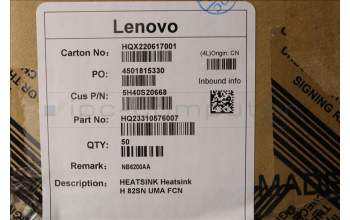 Lenovo
Carton No: HQX220617001
(4L)Origin: CN
PO: 4501815330
Inbound info
Cus P/N: 5H40S20668
Part No: HQ23310576007
QTY: 50
Remark: NB6200AA
Description: HEATSINK Heatsink
H 82SN UMA FCN
MADE